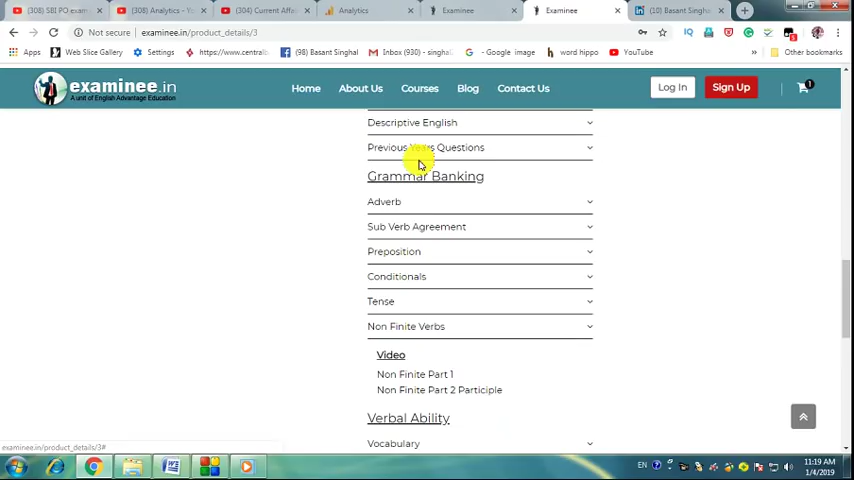 (308) SBI PO exam
(308) Analytics - Yo
(304) Current Affai
Analytics
Examinee
Examinee
(10) Basant Singha
Not secure
examinee.in/product_details/3
Apps
Web Slice Gallery
Settings
https://www.centralb
(98) Basant Singhal
Inbox (930) - singhal
- Google image
word hippo
YouTube
Other bookmarks
examinee.in
A unit of English Advantage Education
Home
About Us
Courses
Blog
Contact Us
Log In
Sign Up
1
Descriptive English
Previous Years Questions
Grammar Banking
Adverb
Sub Verb Agreement
Preposition
Conditionals
Tense
Non Finite Verbs
Video
Non Finite Part 1
Non Finite Part 2 Participle
Verbal Ability
Vocabulary
examinee.in/product_details/3#
EN
11:19 AM
1/4/2019